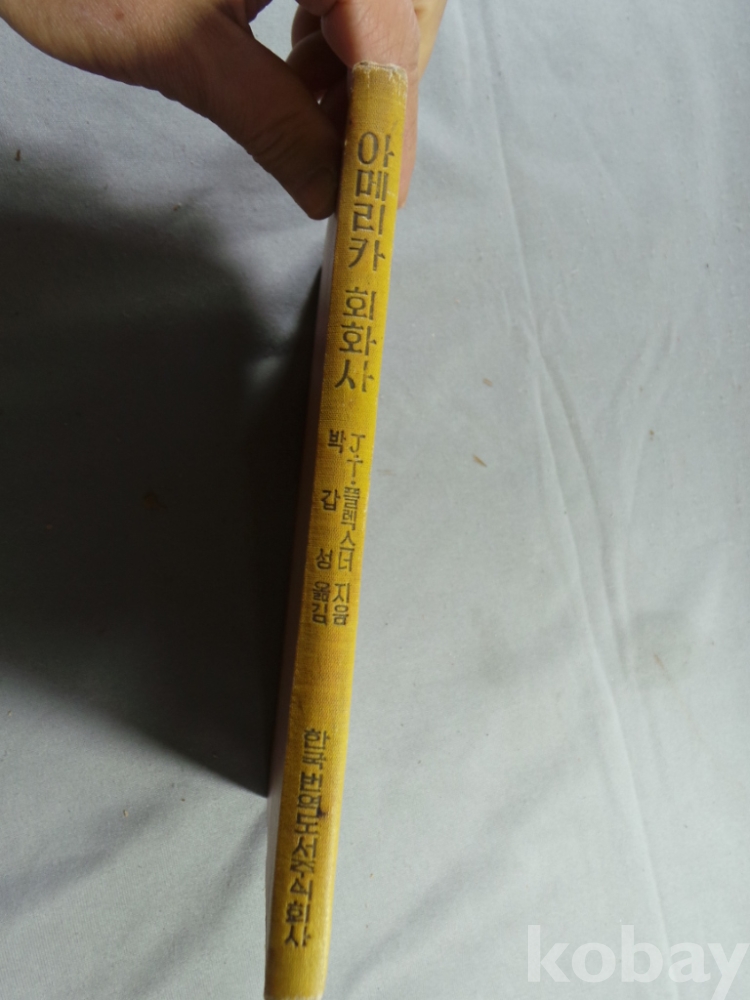 아메리카 회화사
J·T·플렉스너 지음
박갑성 옮김
한국번역도서주식회사
kobay